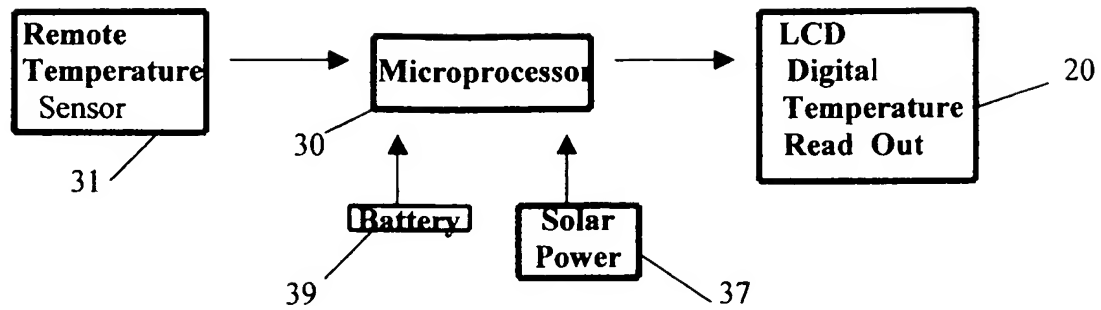 Remote
Temperature
Sensor
31
Microprocessor
30
LCD
Digital
Temperature
Read Out
20
Battery
39
Solar
Power
37